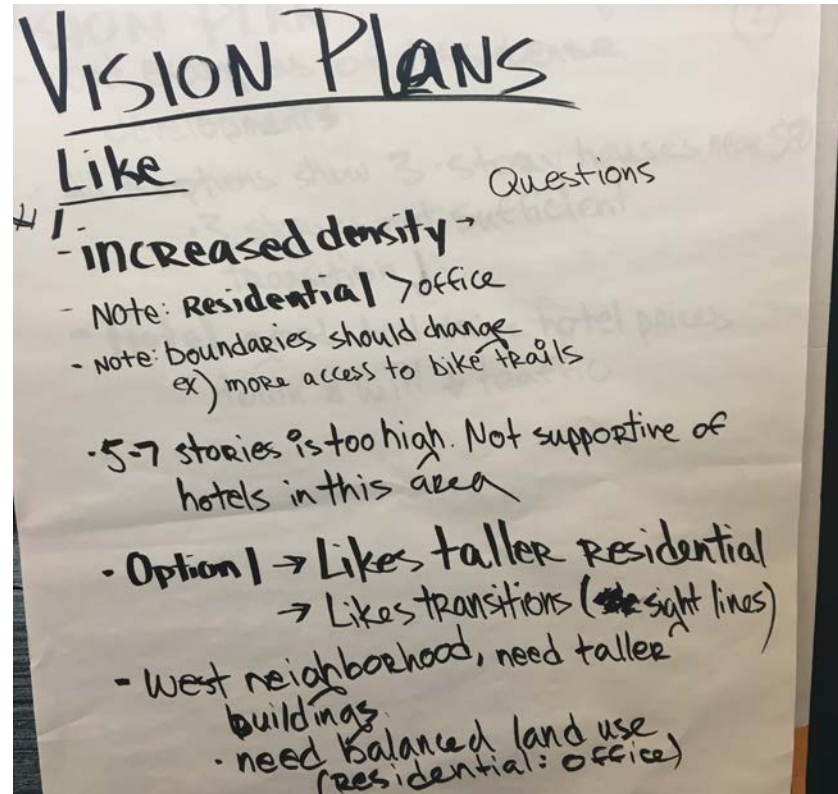 VISION PLANS
Like
Questions
#1 - increased density -
- Note: Residential > office
- Note: boundaries should change
ex) more access to bike trails
- 5-7 stories is too high. Not supportive of
hotels in this area
- Option 1 → Likes taller residential
→ Likes transitions (sight lines)
- west neighborhood, need taller
buildings.
- need balanced land use
(residential: office)